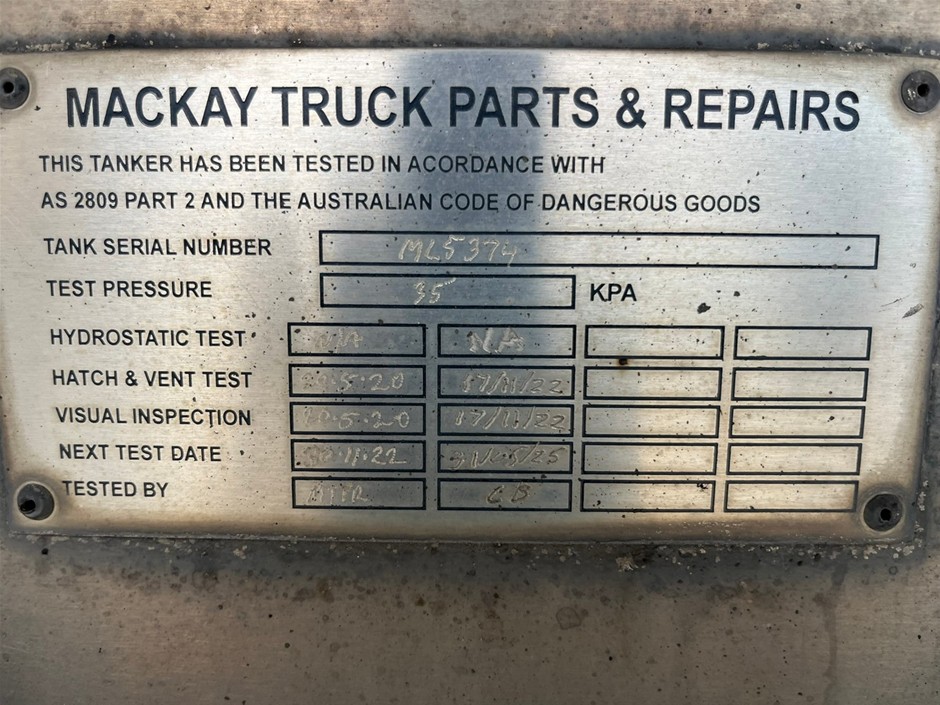 MACKAY TRUCK PARTS & REPAIRS
THIS TANKER HAS BEEN TESTED IN ACORDANCE WITH
AS 2809 PART 2 AND THE AUSTRALIAN CODE OF DANGEROUS GOODS
TANK SERIAL NUMBER ML5374
TEST PRESSURE 35 KPA
HYDROSTATIC TEST N/A NA
HATCH & VENT TEST 17/11/22
VISUAL INSPECTION 17/11/22
NEXT TEST DATE
TESTED BY CB